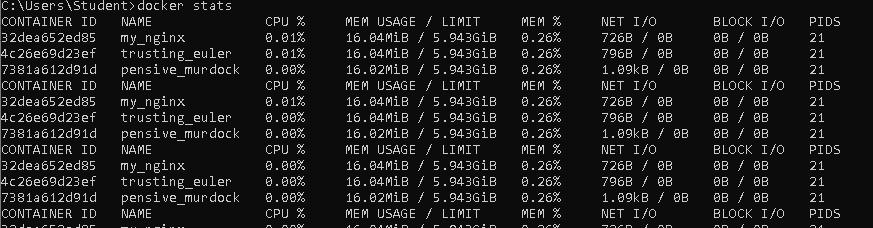 C:\Users\Student>docker stats
CONTAINER ID NAME CPU % MEM USAGE / LIMIT MEM % NET I/O BLOCK I/O PIDS
32dea652ed85 my_nginx 0.01% 16.04MiB / 5.943GiB 0.26% 726B / 0B 0B / 0B 21
4c26e69d23ef trusting_euler 0.01% 16.04MiB / 5.943GiB 0.26% 796B / 0B 0B / 0B 21
7381a612d91d pensive_murdock 0.00% 16.02MiB / 5.943GiB 0.26% 1.09kB / 0B 0B / 0B 21
CONTAINER ID NAME CPU % MEM USAGE / LIMIT MEM % NET I/O BLOCK I/O PIDS
32dea652ed85 my_nginx 0.01% 16.04MiB / 5.943GiB 0.26% 726B / 0B 0B / 0B 21
4c26e69d23ef trusting_euler 0.00% 16.04MiB / 5.943GiB 0.26% 796B / 0B 0B / 0B 21
7381a612d91d pensive_murdock 0.00% 16.02MiB / 5.943GiB 0.26% 1.09kB / 0B 0B / 0B 21
CONTAINER ID NAME CPU % MEM USAGE / LIMIT MEM % NET I/O BLOCK I/O PIDS
32dea652ed85 my_nginx 0.00% 16.04MiB / 5.943GiB 0.26% 726B / 0B 0B / 0B 21
4c26e69d23ef trusting_euler 0.00% 16.04MiB / 5.943GiB 0.26% 796B / 0B 0B / 0B 21
7381a612d91d pensive_murdock 0.00% 16.02MiB / 5.943GiB 0.26% 1.09kB / 0B 0B / 0B 21
CONTAINER ID NAME CPU % MEM USAGE / LIMIT MEM % NET I/O BLOCK I/O PIDS